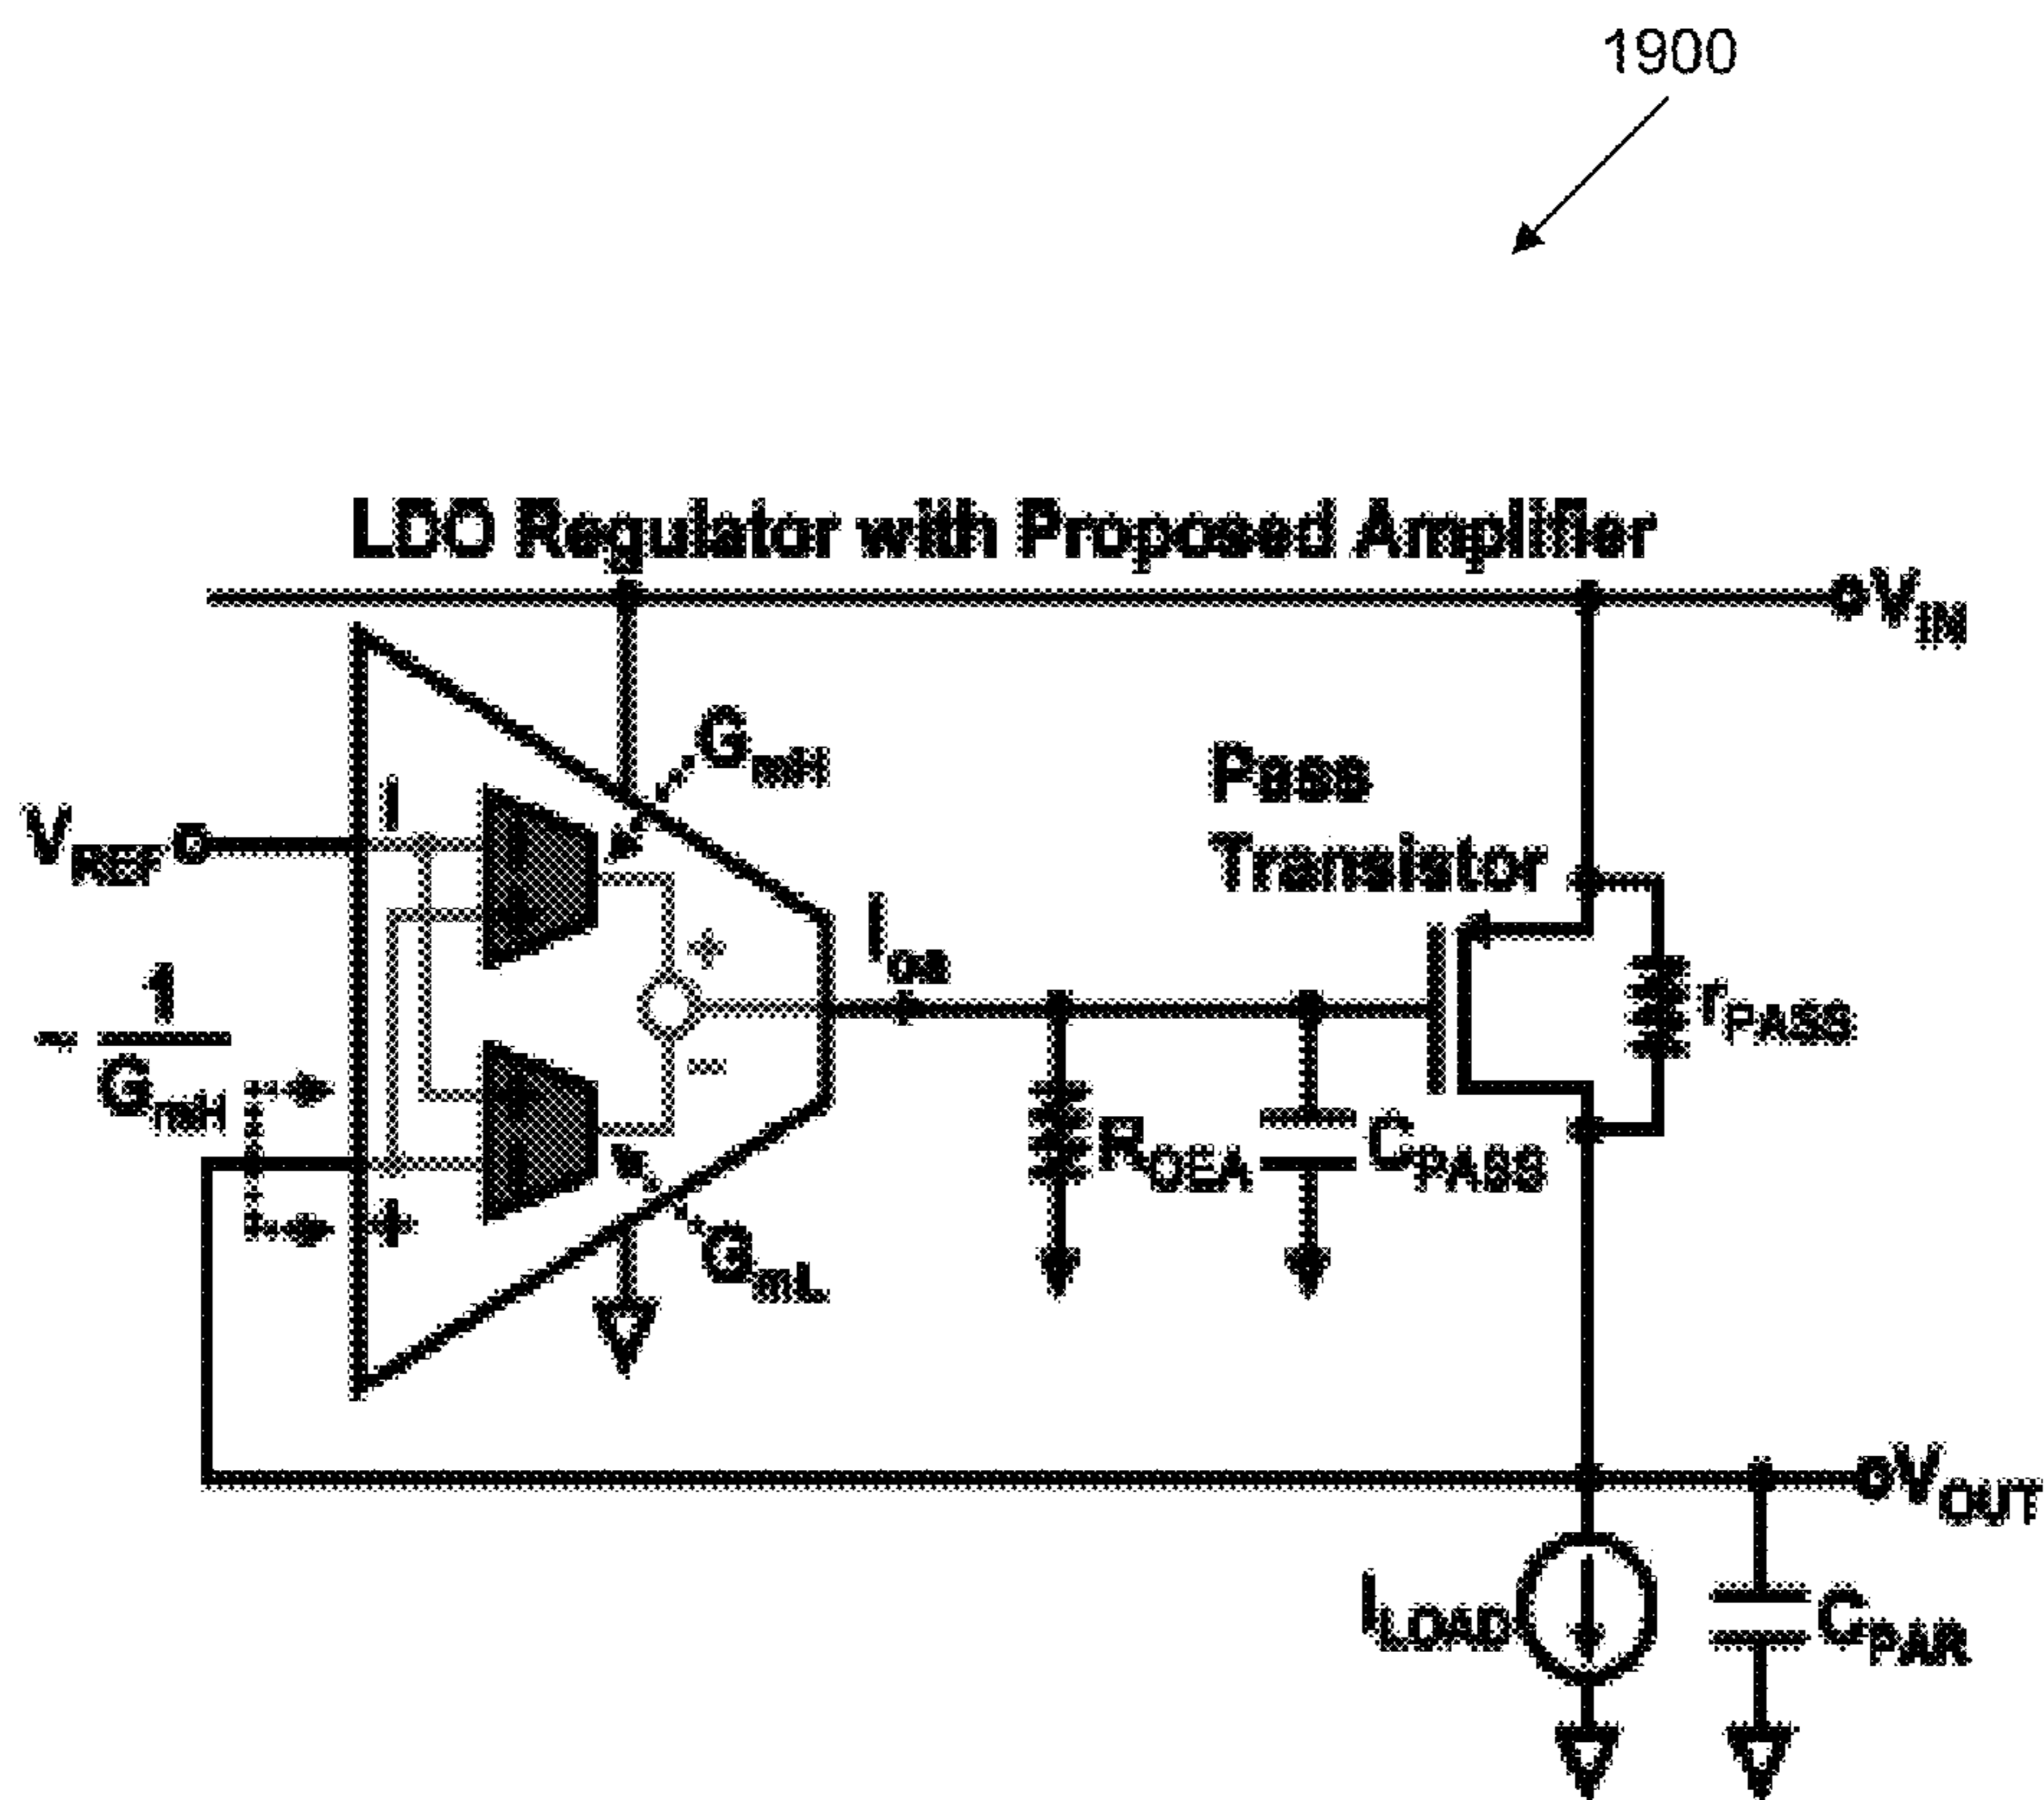 1900
LDO Regulator with Proposed Amplifier
VIN
GmH
Pass
Transistor
VREF
+
Ioa
- 1
GmH
rPASS
-
ROEA
CPASS
+
GmL
VOUT
ILOAD
CPAR